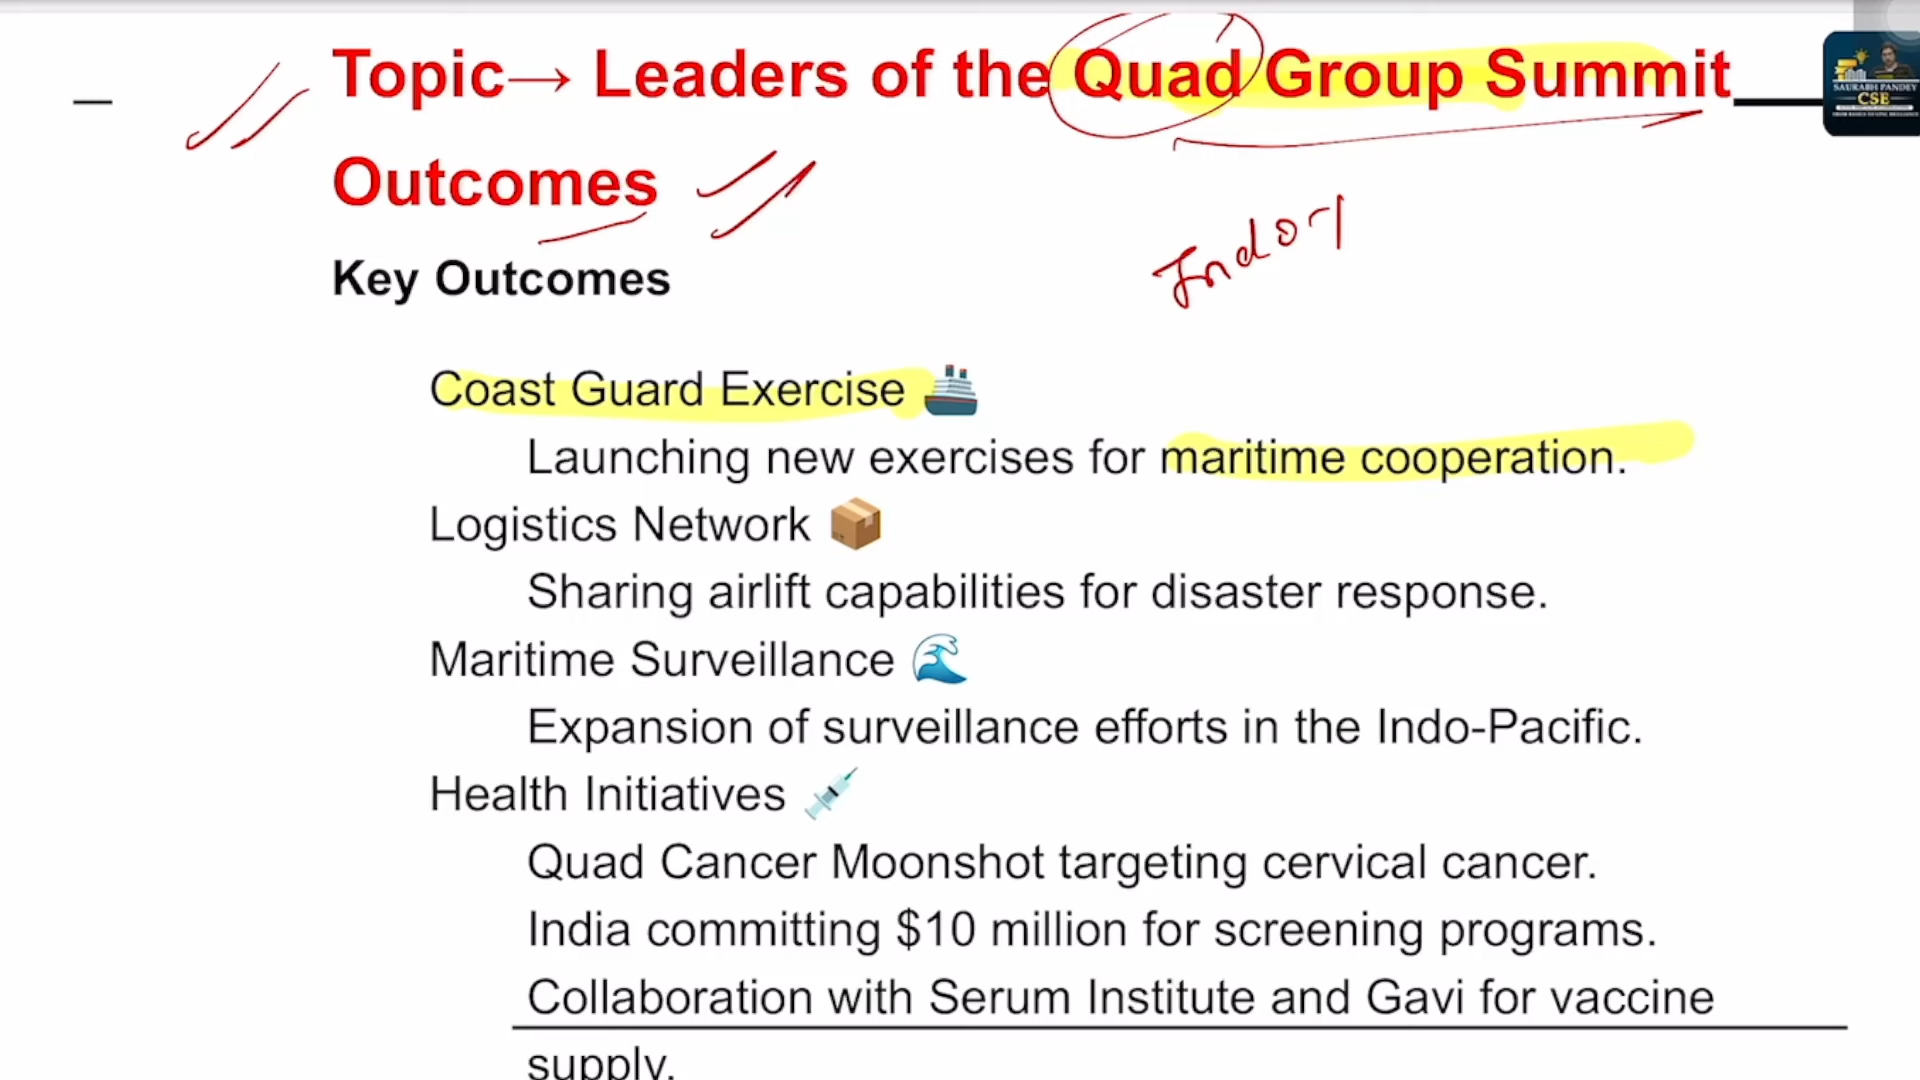 Topic→ Leaders of the Quad Group Summit
SAURABH PANDEY
CSE
Outcomes
Indo-
Key Outcomes
Coast Guard Exercise 🚢
Launching new exercises for maritime cooperation.
Logistics Network 📦
Sharing airlift capabilities for disaster response.
Maritime Surveillance 🌊
Expansion of surveillance efforts in the Indo-Pacific.
Health Initiatives 💉
Quad Cancer Moonshot targeting cervical cancer.
India committing $10 million for screening programs.
Collaboration with Serum Institute and Gavi for vaccine
supply.